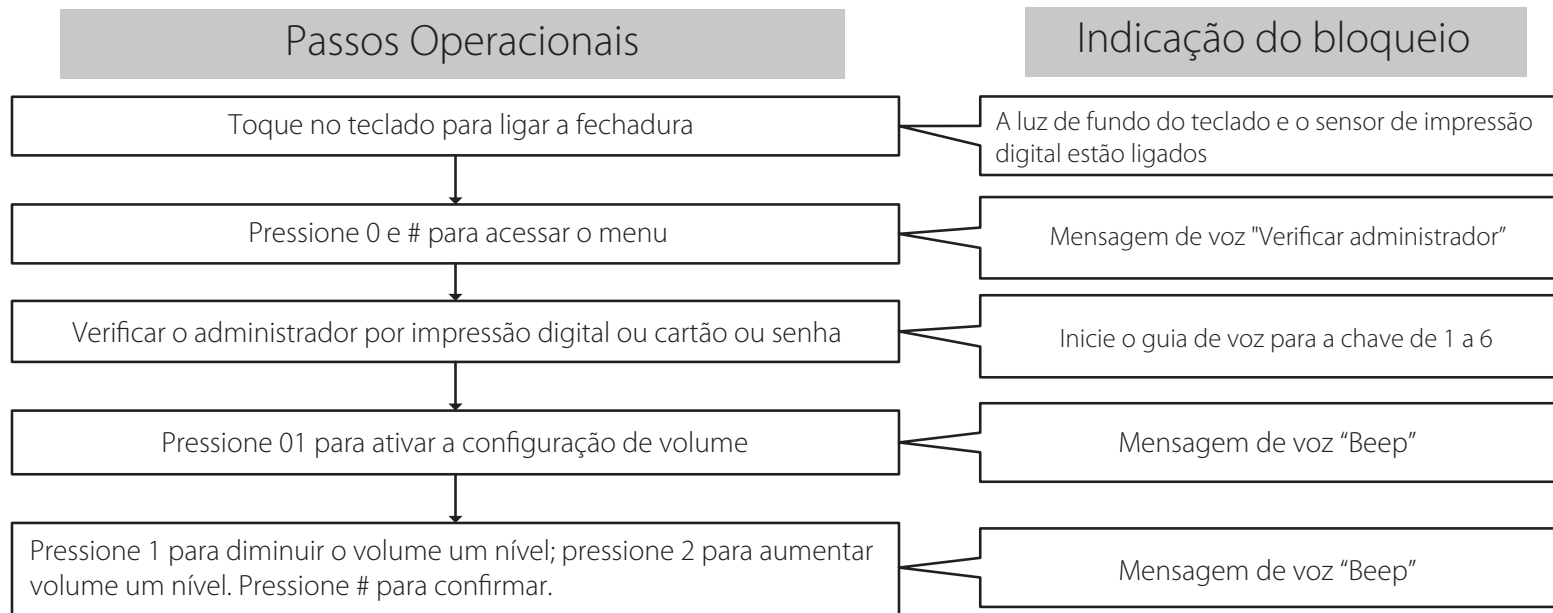 Passos Operacionais
Indicação do bloqueio
Toque no teclado para ligar a fechadura
A luz de fundo do teclado e o sensor de impressão
digital estão ligados
Pressione 0 e # para acessar o menu
Mensagem de voz "Verificar administrador”
Verificar o administrador por impressão digital ou cartão ou senha
Inicie o guia de voz para a chave de 1 a 6
Pressione 01 para ativar a configuração de volume
Mensagem de voz “Beep”
Pressione 1 para diminuir o volume um nível; pressione 2 para aumentar
volume um nível. Pressione # para confirmar.
Mensagem de voz “Beep”